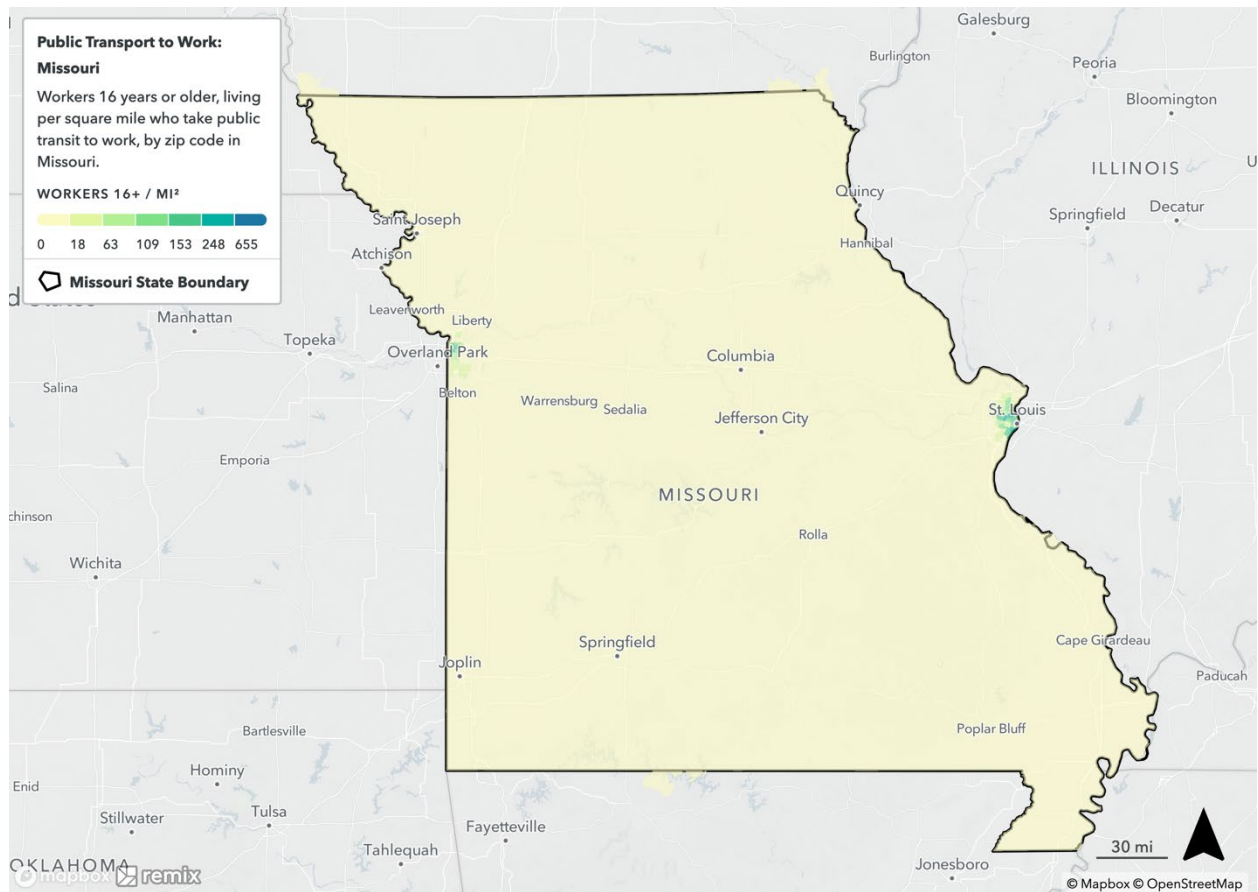 Public Transport to Work:
Missouri
Workers 16 years or older, living
per square mile who take public
transit to work, by zip code in
Missouri.
WORKERS 16+ / MI²
0 18 63 109 153 248 655
Missouri State Boundary
Galesburg
Burlington
Peoria
Bloomington
ILLINOIS
U
Quincy
Springfield
Decatur
Saint Joseph
Hannibal
Atchison
Manhattan
Leavenworth
Liberty
Topeka
Overland Park
Columbia
Salina
Belton
Warrensburg
Sedalia
Jefferson City
St. Louis
Emporia
MISSOURI
chinson
Rolla
Wichita
Springfield
Cape Girardeau
Joplin
Paducah
Bartlesville
Poplar Bluff
Hominy
Enid
Stillwater
Tulsa
Fayetteville
Tahlequah
30 mi
OKLAHOMA
Jonesboro
mapbox remix
© Mapbox © OpenStreetMap